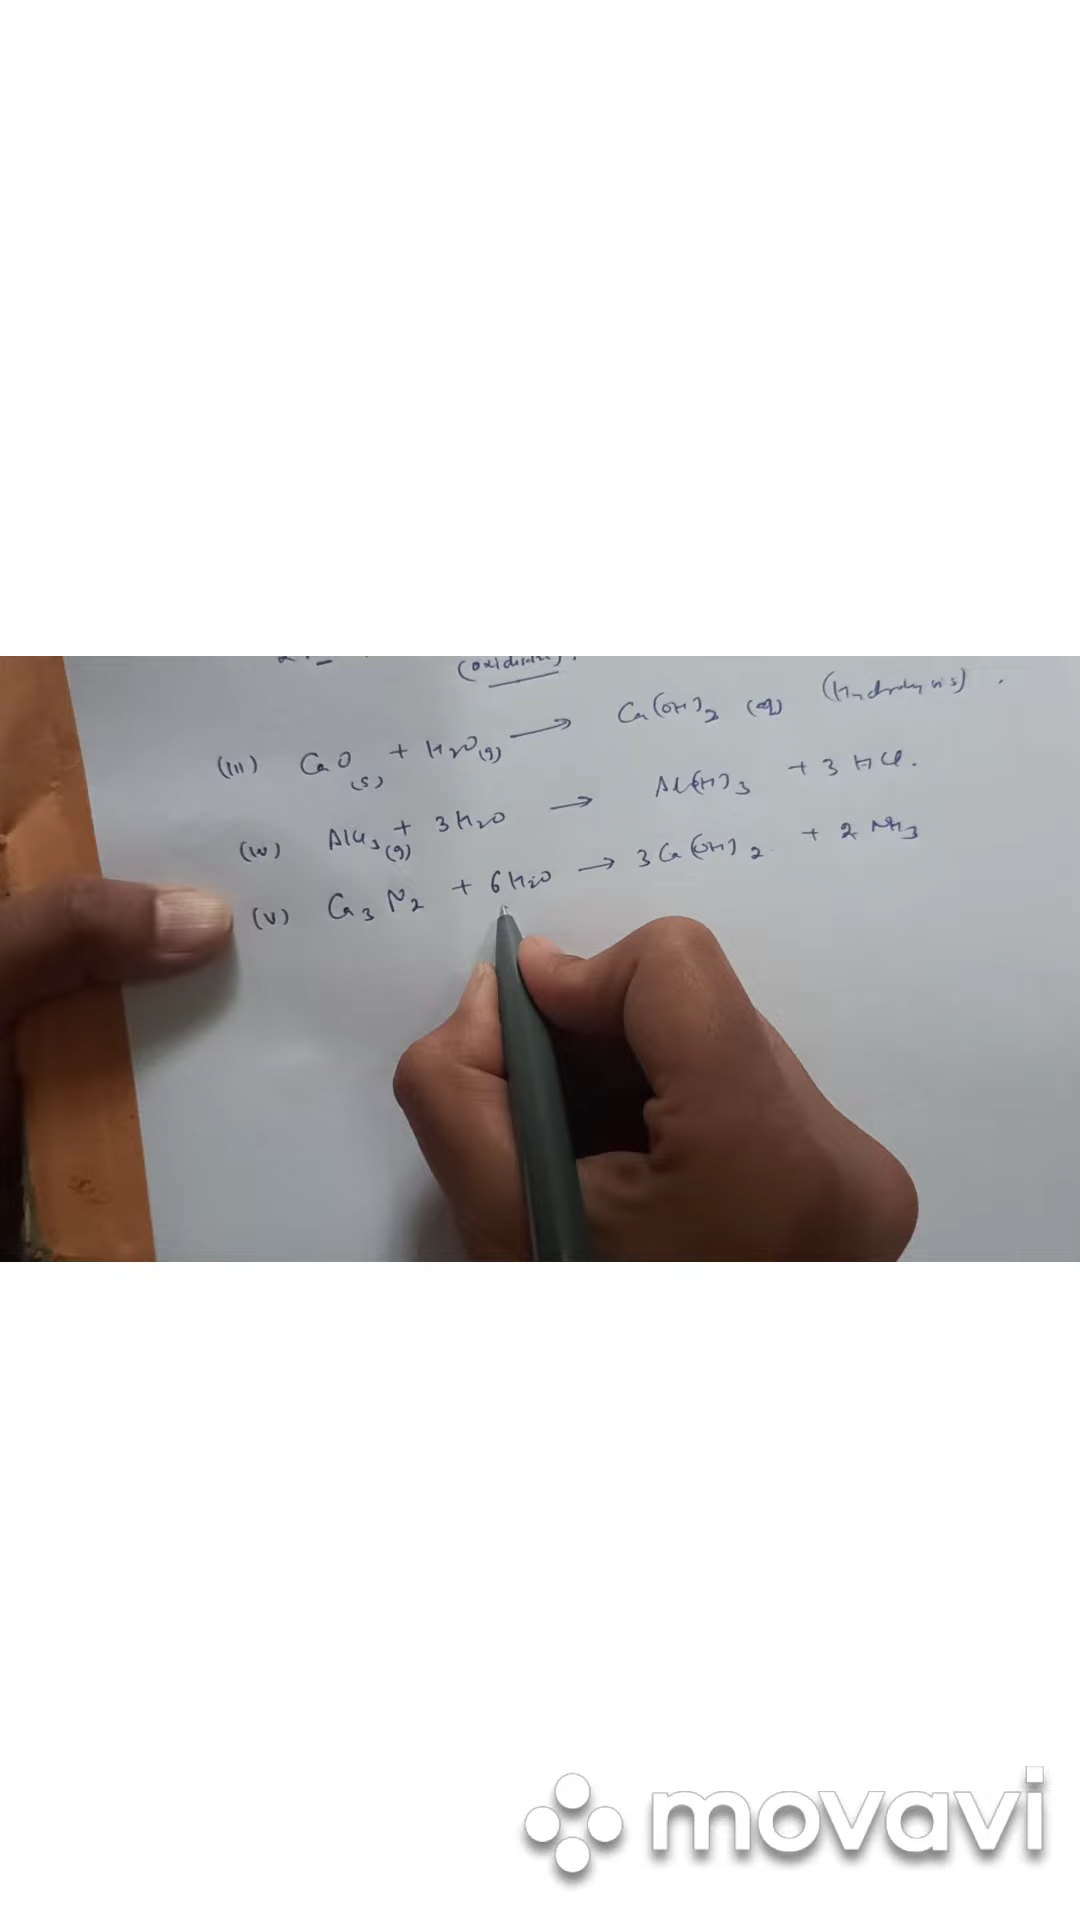 (III) CaO(s) + H2O(g) ⟶ Ca(OH)2 (aq) (Hydrolysis).
(IV) AlCl3(g) + 3H2O ⟶ Al(OH)3 + 3HCl.
(V) Ca3N2 + 6H2O ⟶ 3Ca(OH)2 + 2NH3
movavi